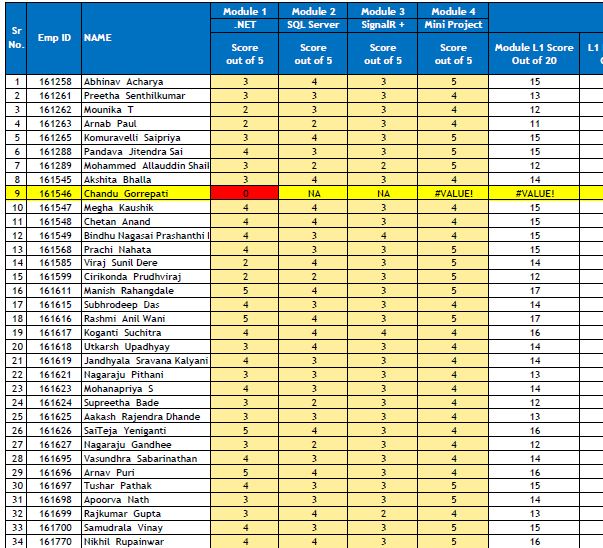 Module 1 Module 2 Module 3 Module 4
.NET SQL Server SignalR + Mini Project
Sr No. Emp ID NAME Score out of 5 Score out of 5 Score out of 5 Score out of 5 Module L1 Score Out of 20 L1
1 161258 Abhinav Acharya 3 4 3 5 15
2 161261 Preetha Senthilkumar 3 3 3 4 13
3 161262 Mounika T 2 3 3 4 12
4 161263 Arnab Paul 2 2 3 4 11
5 161265 Komuravelli Saipriya 3 4 3 5 15
6 161288 Pandava Jitendra Sai 4 3 3 5 15
7 161289 Mohammed Allauddin Shaik 3 2 2 5 12
8 161545 Akshita Bhalla 3 4 3 4 14
9 161546 Chandu Gorrepati 0 NA NA #VALUE! #VALUE!
10 161547 Megha Kaushik 4 4 3 4 15
11 161548 Chetan Anand 4 4 3 4 15
12 161549 Bindhu Nagasai Prashanthi 4 3 4 4 15
13 161568 Prachi Nahata 4 3 3 5 15
14 161585 Viraj Sunil Dere 2 4 3 5 14
15 161599 Cirikonda Prudhviraj 2 2 3 5 12
16 161611 Manish Rahangdale 5 4 3 5 17
17 161615 Subhrodeep Das 4 3 3 4 14
18 161616 Rashmi Anil Wani 5 4 3 5 17
19 161617 Koganti Suchitra 4 4 4 4 16
20 161618 Utkarsh Upadhyay 3 4 3 4 14
21 161619 Jandhyala Sravana Kalyani 4 3 3 4 14
22 161621 Nagaraju Pithani 3 3 3 4 13
23 161623 Mohanapriya S 4 3 3 4 14
24 161624 Supreetha Bade 3 2 3 4 12
25 161625 Aakash Rajendra Dhande 3 3 3 4 13
26 161626 SaiTeja Yeniganti 5 4 3 4 16
27 161627 Nagaraju Gandhee 3 2 3 4 12
28 161695 Vasundhra Sabarinathan 4 3 3 4 14
29 161696 Arnav Puri 5 4 3 4 16
30 161697 Tushar Pathak 4 3 3 5 15
31 161698 Apoorva Nath 3 3 3 5 14
32 161699 Rajkumar Gupta 3 4 2 4 13
33 161700 Samudrala Vinay 4 3 3 5 15
34 161770 Nikhil Rupainwar 4 4 3 5 16